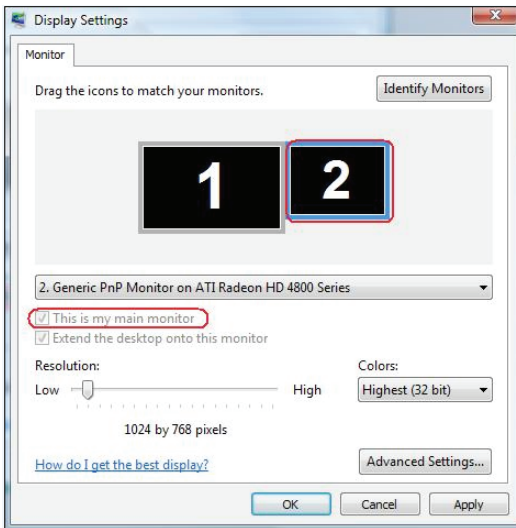 Display Settings
Monitor
Drag the icons to match your monitors.
Identify Monitors
1 2
2. Generic PnP Monitor on ATI Radeon HD 4800 Series
This is my main monitor
Extend the desktop onto this monitor
Resolution: Colors:
Low High Highest (32 bit)
1024 by 768 pixels
How do I get the best display? Advanced Settings...
OK Cancel Apply